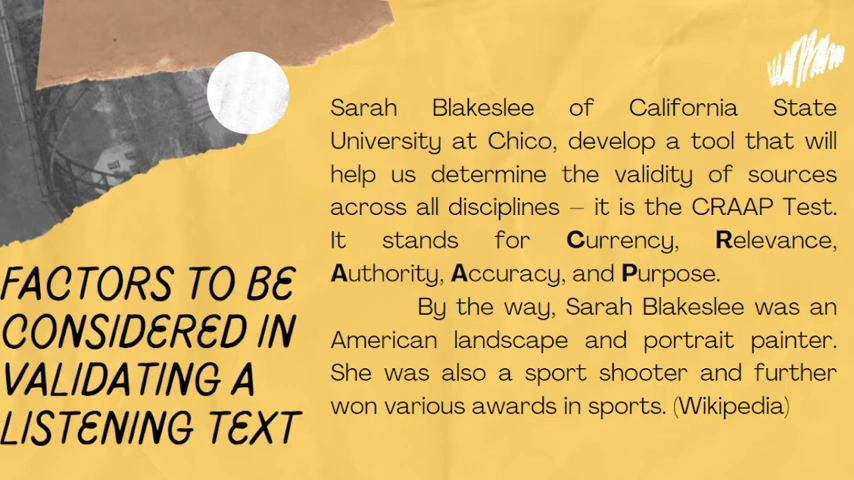 FACTORS TO BE
CONSIDERED IN
VALIDATING A
LISTENING TEXT
Sarah Blakeslee of California State
University at Chico, develop a tool that will
help us determine the validity of sources
across all disciplines – it is the CRAAP Test.
It stands for Currency, Relevance,
Authority, Accuracy, and Purpose.
By the way, Sarah Blakeslee was an
American landscape and portrait painter.
She was also a sport shooter and further
won various awards in sports. (Wikipedia)